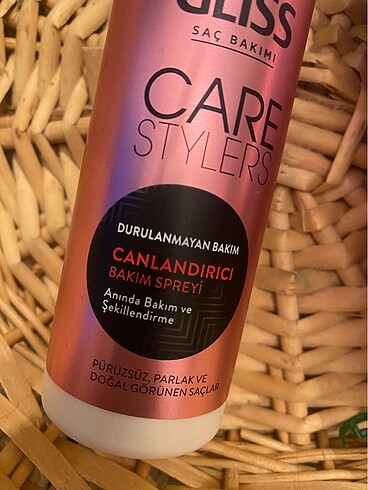 GLISS
SAÇ BAKIMI
CARE
STYLERS
DURULANMAYAN BAKIM
CANLANDIRICI
BAKIM SPREYİ
Anında Bakım ve
Şekillendirme
PÜRÜZSÜZ, PARLAK VE
DOĞAL GÖRÜNEN SAÇLAR